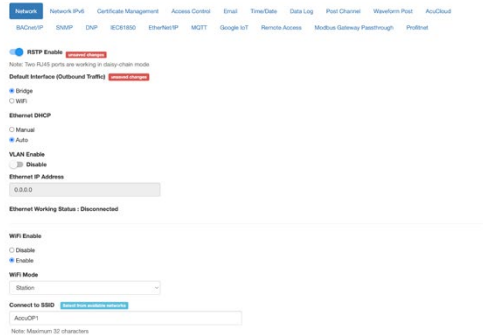 Network Network IPv6 Certificate Management Access Control Email Time/Date Data Log Post Channel Waveform Post AcuCloud
BACnet/IP SNMP DNP IEC61850 EtherNet/IP MQTT Google IoT Remote Access Modbus Gateway Passthrough Profinet
RSTP Enable unsaved changes
Note: Two RJ45 ports are working in daisy-chain mode
Default Interface (Outbound Traffic) unsaved changes
Bridge
WiFi
Ethernet DHCP
Manual
Auto
VLAN Enable
Disable
Ethernet IP Address
0.0.0.0
Ethernet Working Status : Disconnected
WiFi Enable
Disable
Enable
WiFi Mode
Station
Connect to SSID Select from available networks
AccuOP1
Note: Maximum 32 characters